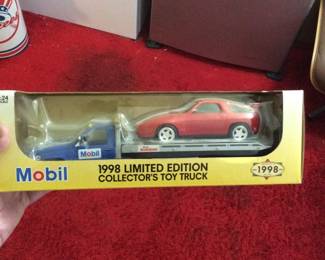 Mobil
Mobil
1998 LIMITED EDITION
COLLECTOR'S TOY TRUCK
1998